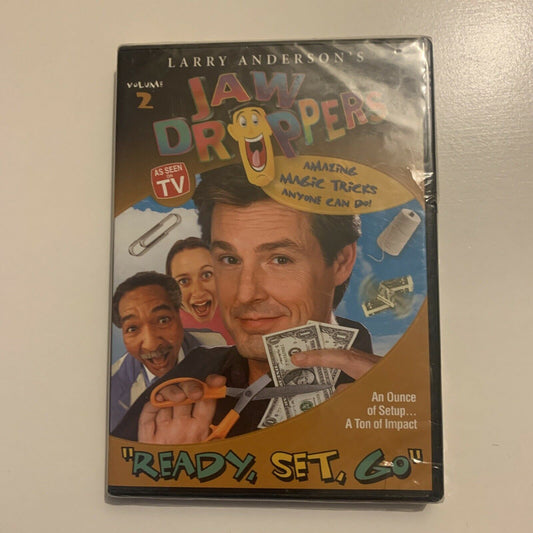 LARRY ANDERSON'S
VOLUME
2
JAW
DROPPERS
AS SEEN
ON
TV
AMAZING
MAGIC TRICKS
ANYONE CAN DO!
An Ounce
of Setup...
A Ton of Impact
"READY, SET, GO"